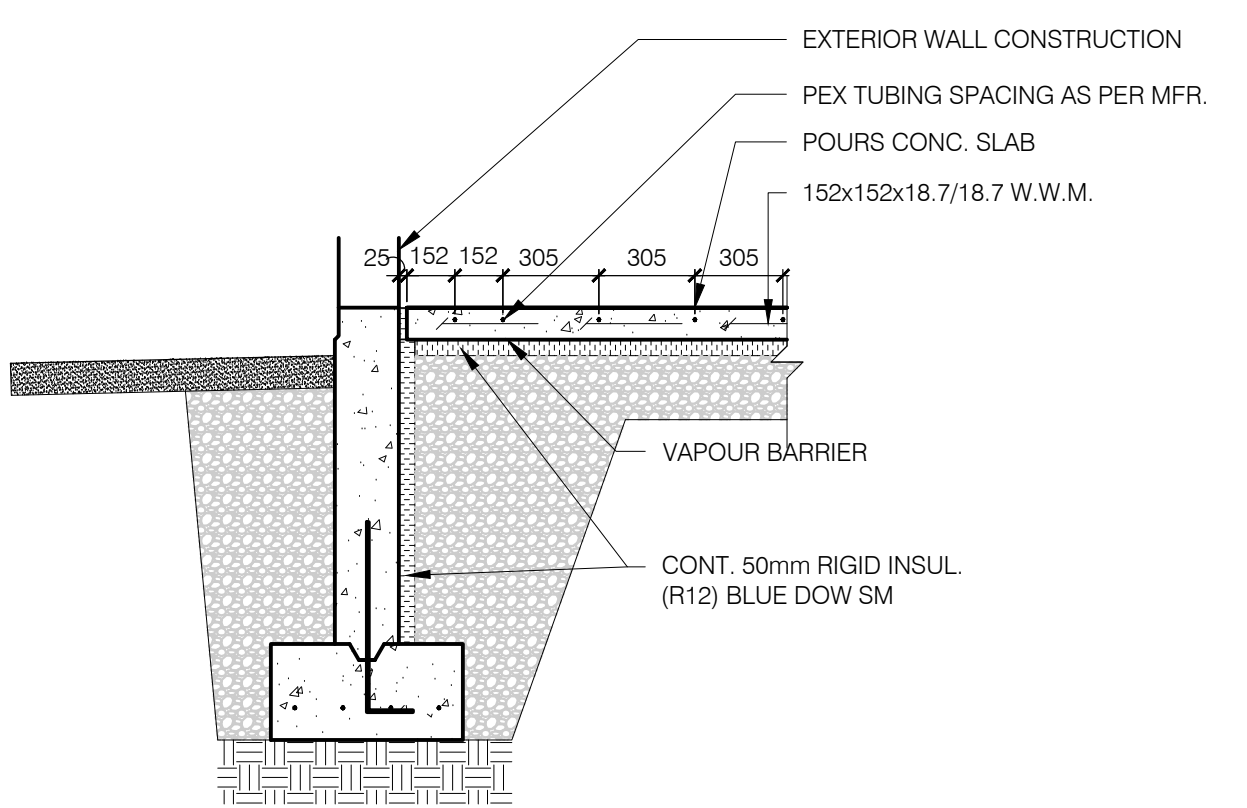 EXTERIOR WALL CONSTRUCTION
PEX TUBING SPACING AS PER MFR.
POURS CONC. SLAB
152x152x18.7/18.7 W.W.M.
25 152 152 305 305 305
VAPOUR BARRIER
CONT. 50mm RIGID INSUL.
(R12) BLUE DOW SM